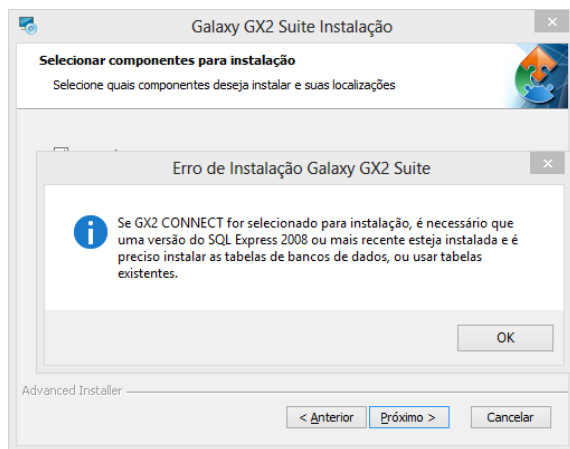 Galaxy GX2 Suite Instalação
Selecionar componentes para instalação
Selecione quais componentes deseja instalar e suas localizações
Erro de Instalação Galaxy GX2 Suite
Se GX2 CONNECT for selecionado para instalação, é necessário que
uma versão do SQL Express 2008 ou mais recente esteja instalada e é
preciso instalar as tabelas de bancos de dados, ou usar tabelas
existentes.
OK
Advanced Installer
< Anterior Próximo > Cancelar